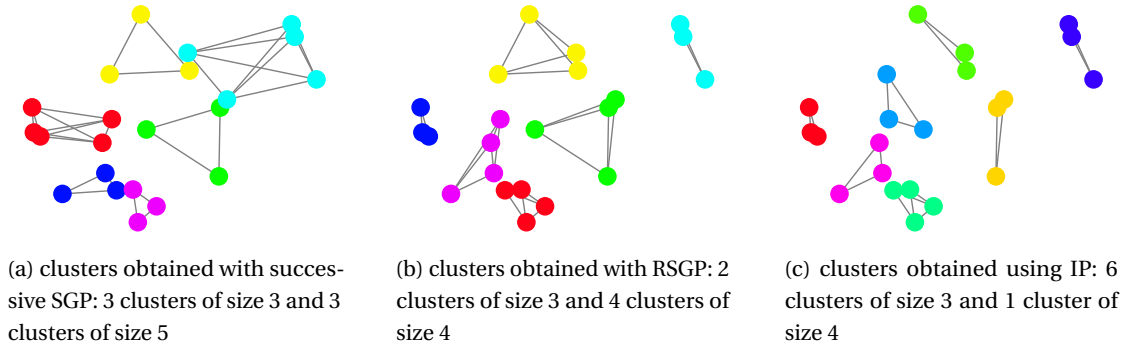 (a) clusters obtained with succes-
sive SGP: 3 clusters of size 3 and 3
clusters of size 5
(b) clusters obtained with RSGP: 2
clusters of size 3 and 4 clusters of
size 4
(c) clusters obtained using IP: 6
clusters of size 3 and 1 cluster of
size 4